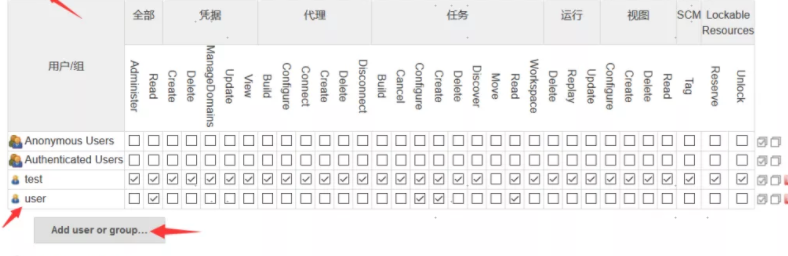 全部 凭据 代理 任务 运行 视图 SCM Lockable Resources
用户/组
Administer Read Create Delete ManageDomains Update View Build Configure Connect Create Delete Disconnect Build Cancel Configure Create Delete Discover Move Read Workspace Delete Replay Update Configure Create Delete Read Tag Reserve Unlock
Anonymous Users
Authenticated Users
test
user
Add user or group...